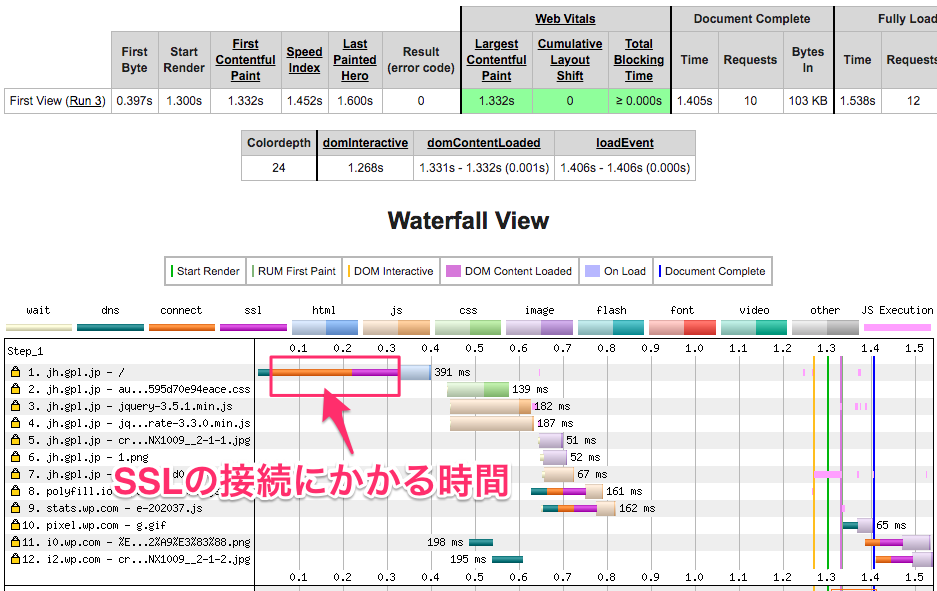 Web Vitals Document Complete Fully Load
First Byte Start Render First Contentful Paint Speed Index Last Painted Hero Result (error code) Largest Contentful Paint Cumulative Layout Shift Total Blocking Time Time Requests Bytes In Time Requests
First View (Run 3) 0.397s 1.300s 1.332s 1.452s 1.600s 0 1.332s 0 ≥ 0.000s 1.405s 10 103 KB 1.538s 12
Colordepth domInteractive domContentLoaded loadEvent
24 1.268s 1.331s - 1.332s (0.001s) 1.406s - 1.406s (0.000s)
Waterfall View
Start Render RUM First Paint DOM Interactive DOM Content Loaded On Load Document Complete
wait dns connect ssl html js css image flash font video other JS Execution
Step_1 0.1 0.2 0.3 0.4 0.5 0.6 0.7 0.8 0.9 1.0 1.1 1.2 1.3 1.4 1.5
1. jh.gpl.jp - / 391 ms
2. jh.gpl.jp - au...595d70e94eace.css 139 ms
3. jh.gpl.jp - jquery-3.5.1.min.js 182 ms
4. jh.gpl.jp - jq...rate-3.3.0.min.js 187 ms
5. jh.gpl.jp - cr...NX1009__2-1-1.jpg 51 ms
6. jh.gpl.jp - 1.png 52 ms
7. jh.gpl.jp 67 ms
SSLの接続にかかる時間
8. polyfill.io 161 ms
9. stats.wp.com - e-202037.js 162 ms
10. pixel.wp.com - g.gif 65 ms
11. i0.wp.com - %E...2%A9%E3%83%88.png 198 ms
12. i2.wp.com - cr...NX1009__2-1-2.jpg 195 ms
0.1 0.2 0.3 0.4 0.5 0.6 0.7 0.8 0.9 1.0 1.1 1.2 1.3 1.4 1.5